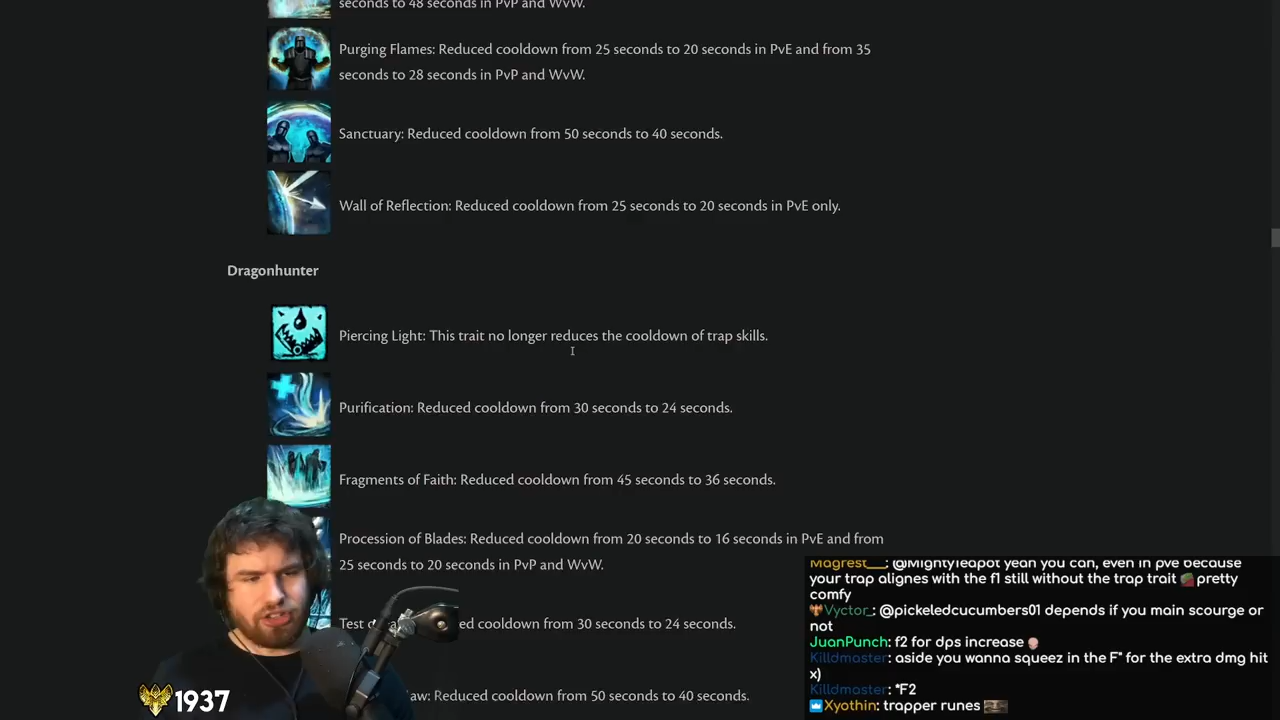 seconds to 48 seconds in PvP and WvW.
Purging Flames: Reduced cooldown from 25 seconds to 20 seconds in PvE and from 35
seconds to 28 seconds in PvP and WvW.
Sanctuary: Reduced cooldown from 50 seconds to 40 seconds.
Wall of Reflection: Reduced cooldown from 25 seconds to 20 seconds in PvE only.
Dragonhunter
Piercing Light: This trait no longer reduces the cooldown of trap skills.
Purification: Reduced cooldown from 30 seconds to 24 seconds.
Fragments of Faith: Reduced cooldown from 45 seconds to 36 seconds.
Procession of Blades: Reduced cooldown from 20 seconds to 16 seconds in PvE and from
25 seconds to 20 seconds in PvP and WvW.
Test cooldown from 30 seconds to 24 seconds.
Reduced cooldown from 50 seconds to 40 seconds.
1937
Magrest___: @MightyTeapot yeah you can, even in pve because
your trap aligns with the f1 still without the trap trait pretty
comfy
Vyctor_: @pickeledcucumbers01 depends if you main scourge or
not
JuanPunch: f2 for dps increase
Killdmaster: aside you wanna squeez in the F" for the extra dmg hit
x)
Killdmaster: *F2
Xyothin: trapper runes